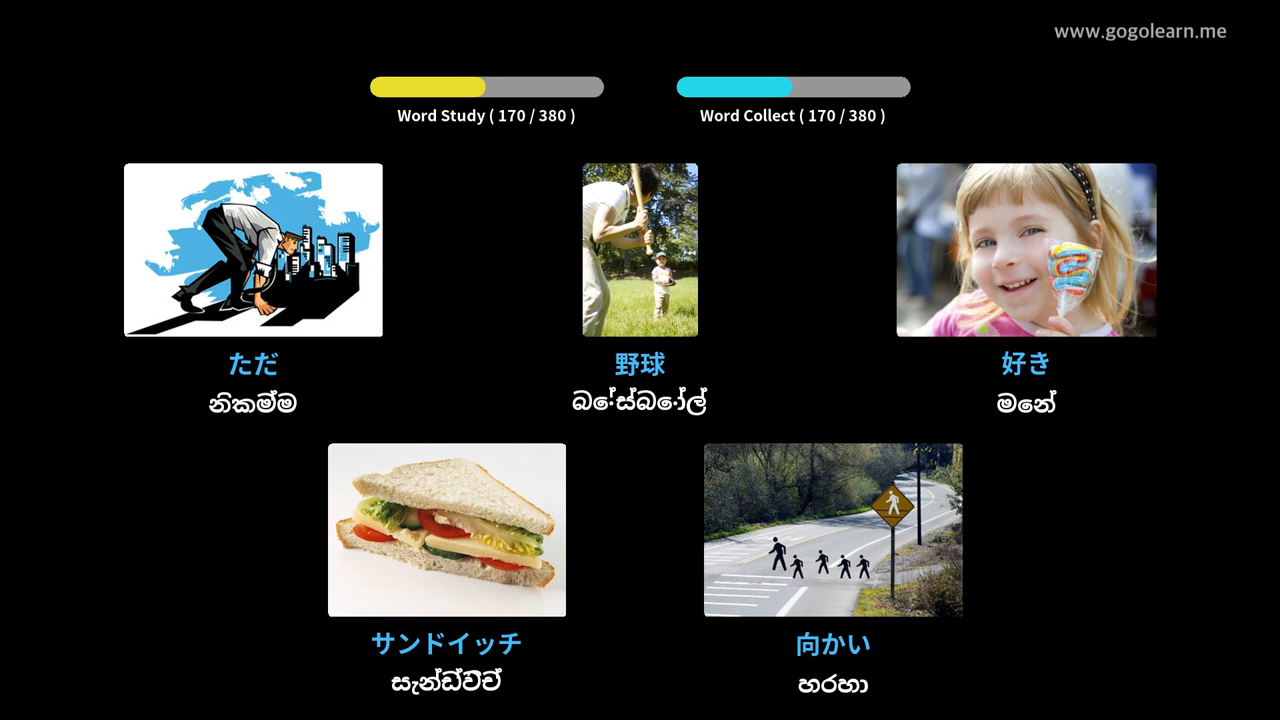 www.gogolearn.me
Word Study ( 170 / 380 )
Word Collect ( 170 / 380 )
ただ
නිකම්ම
野球
බේස්බෝල්
好き
මනේ
サンドイッチ
සැන්ඩ්විච්
向かい
හරහා